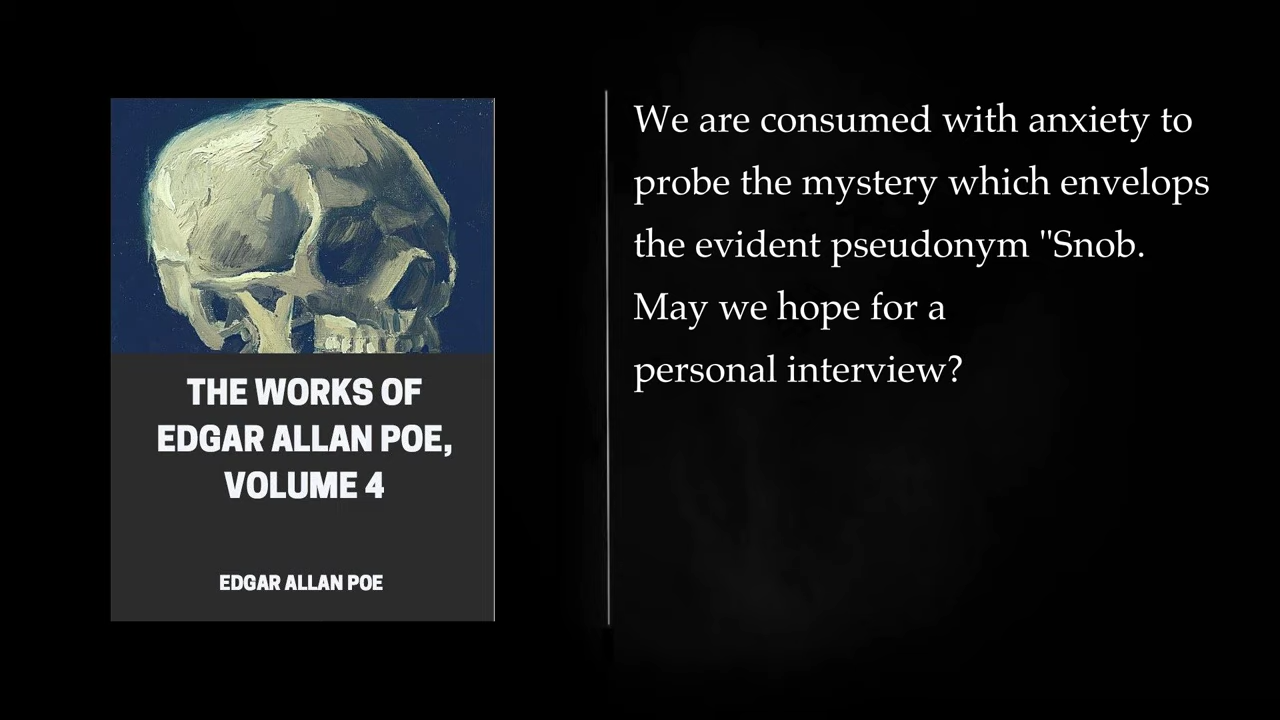 THE WORKS OF
EDGAR ALLAN POE,
VOLUME 4
EDGAR ALLAN POE
We are consumed with anxiety to
probe the mystery which envelops
the evident pseudonym "Snob.
May we hope for a
personal interview?